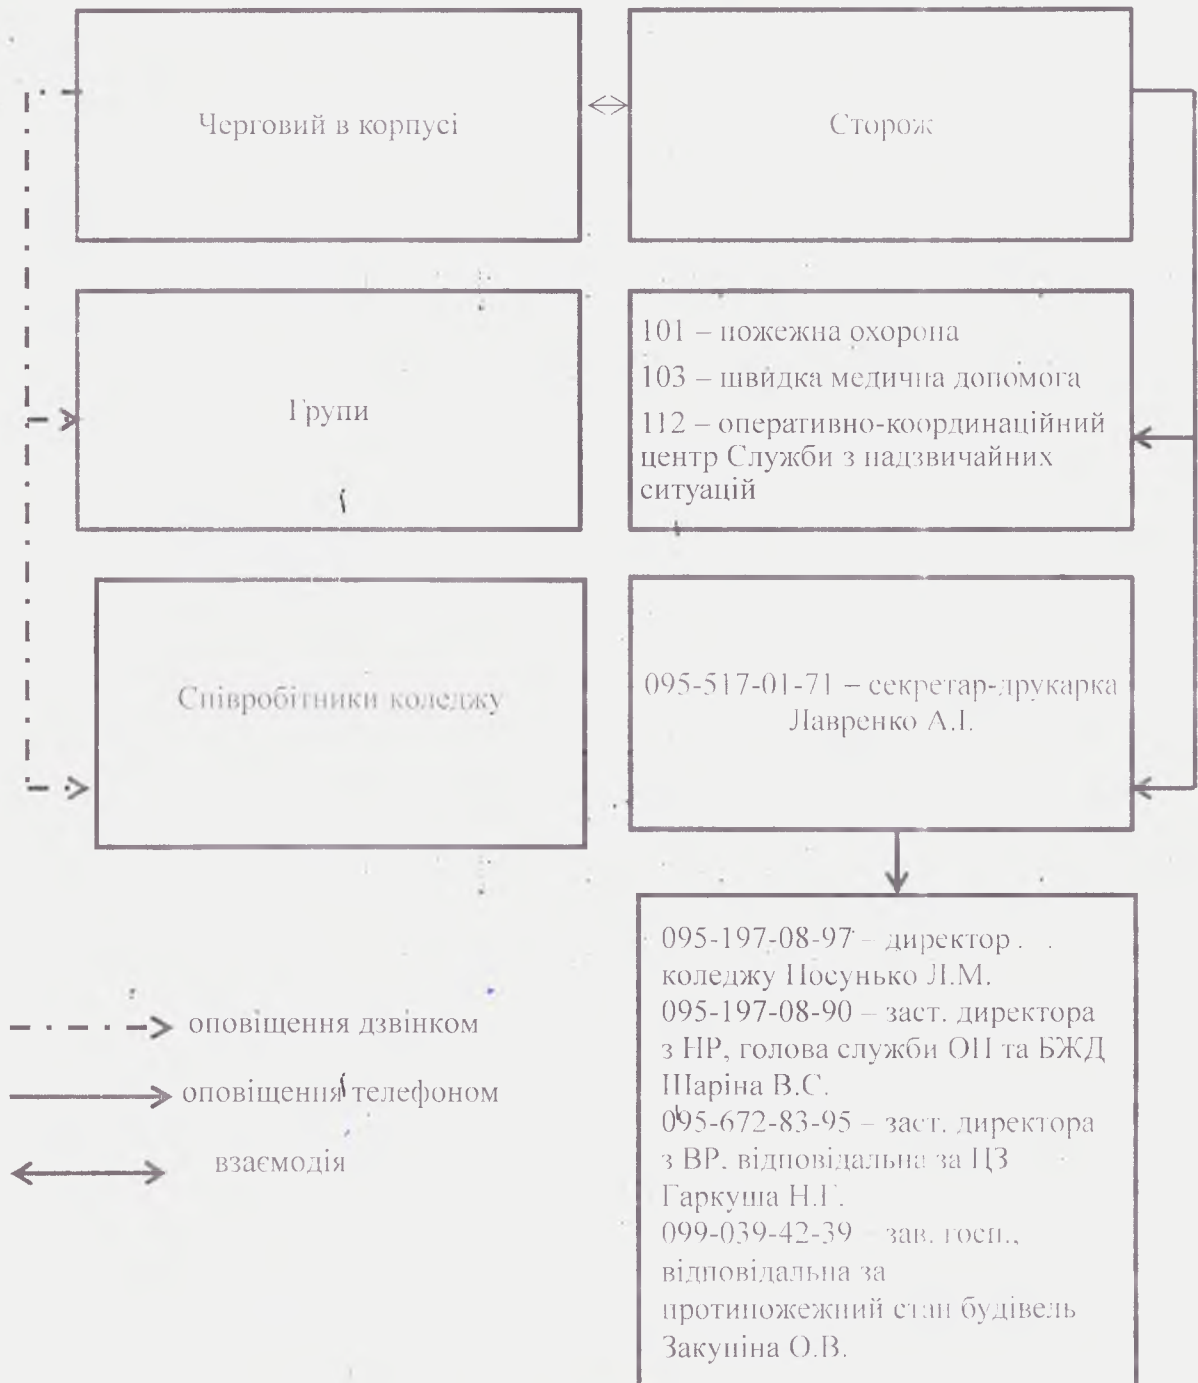 Черговий в корпусі
Сторож
Групи
101 – пожежна охорона
103 – швидка медична допомога
112 – оперативно-координаційний
центр Служби з надзвичайних
ситуацій
Співробітники коледжу
095-517-01-71 – секретар-друкарка
Лавренко А.І.
095-197-08-97 – директор
коледжу Посунько Л.М.
095-197-08-90 – заст. директора
з НР, голова служби ОП та БЖД
Шаріна В.С.
095-672-83-95 – заст. директора
з ВР, відповідальна за ЦЗ
Гаркуша Н.Г.
099-039-42-39 – зав. госп.,
відповідальна за
протипожежний стан будівель
Закупіна О.В.
оповіщення дзвінком
оповіщення телефоном
взаємодія